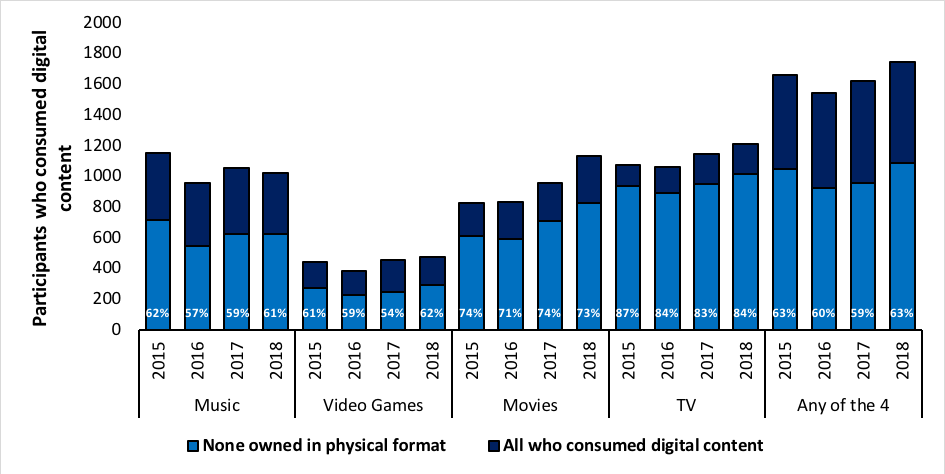 Participants who consumed digital
content
2000
1800
1600
1400
1200
1000
800
600
400
200
0
62% 57% 59% 61% 61% 59% 54% 62% 74% 71% 74% 73% 87% 84% 83% 84% 63% 60% 59% 63%
2015 2016 2017 2018 2015 2016 2017 2018 2015 2016 2017 2018 2015 2016 2017 2018 2015 2016 2017 2018
Music Video Games Movies TV Any of the 4
None owned in physical format All who consumed digital content